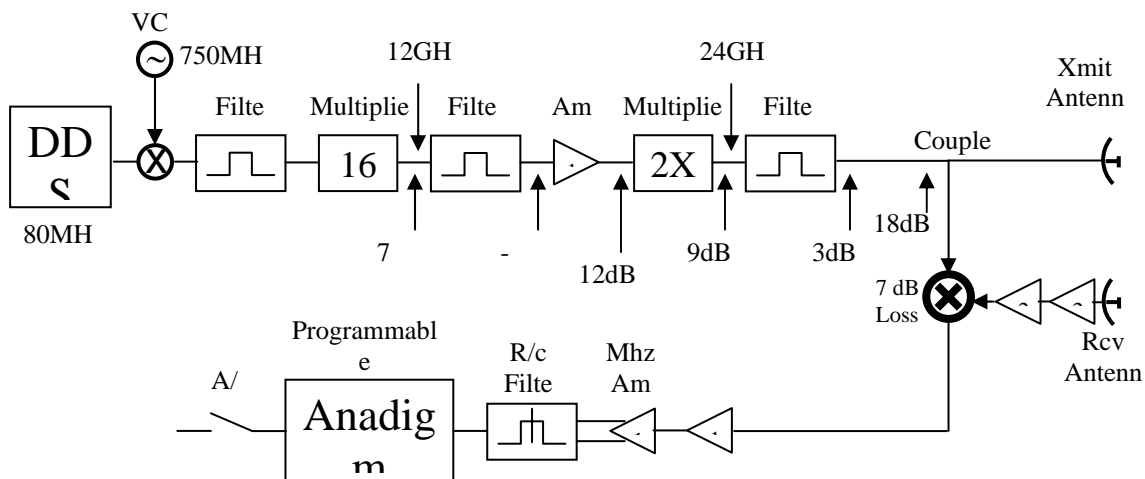 VC
750MH
12GH
24GH
Xmit
Antenn
Filte
Multiplie
Filte
Am
Multiplie
Filte
Couple
DD
S
X
16
2X
80MH
7
-
12dB
9dB
3dB
18dB
7 dB
Loss
Rcv
Antenn
Programmabl
e
R/c
Filte
Mhz
Am
A/
Anadig
m